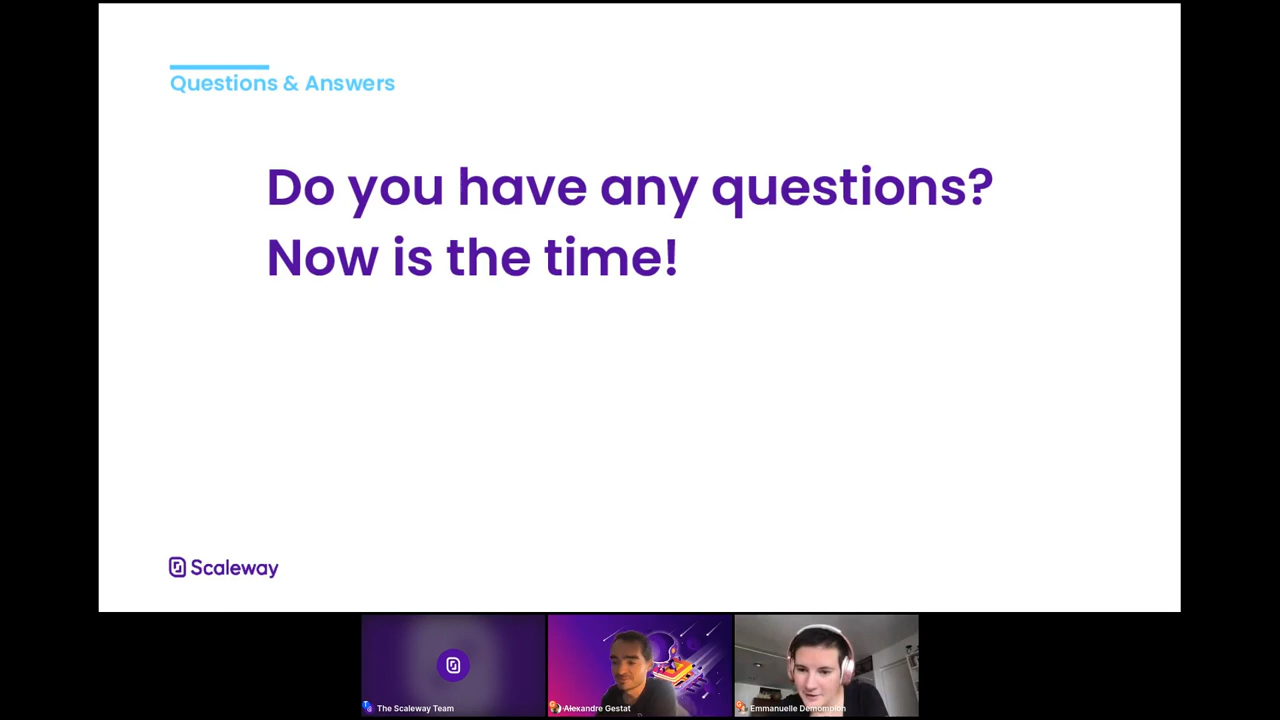 Questions & Answers
Do you have any questions?
Now is the time!
Scaleway
The Scaleway Team
Alexandre Gestat
Emmanuelle Demompion